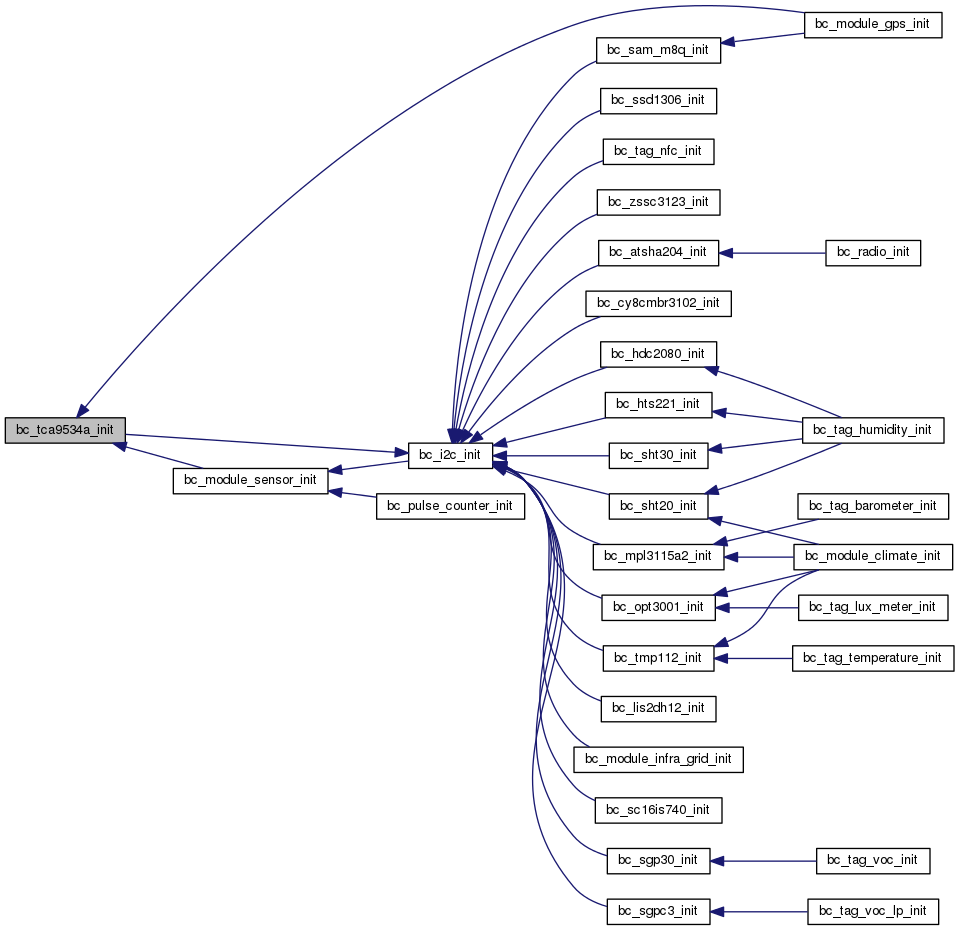 bc_module_gps_init
bc_sam_m8q_init
bc_ssd1306_init
bc_tag_nfc_init
bc_zssc3123_init
bc_atsha204_init
bc_radio_init
bc_cy8cmbr3102_init
bc_hdc2080_init
bc_hts221_init
bc_tca9534a_init
bc_tag_humidity_init
bc_i2c_init
bc_sht30_init
bc_module_sensor_init
bc_pulse_counter_init
bc_sht20_init
bc_tag_barometer_init
bc_mpl3115a2_init
bc_module_climate_init
bc_opt3001_init
bc_tag_lux_meter_init
bc_tmp112_init
bc_tag_temperature_init
bc_lis2dh12_init
bc_module_infra_grid_init
bc_sc16is740_init
bc_sgp30_init
bc_tag_voc_init
bc_sgpc3_init
bc_tag_voc_lp_init